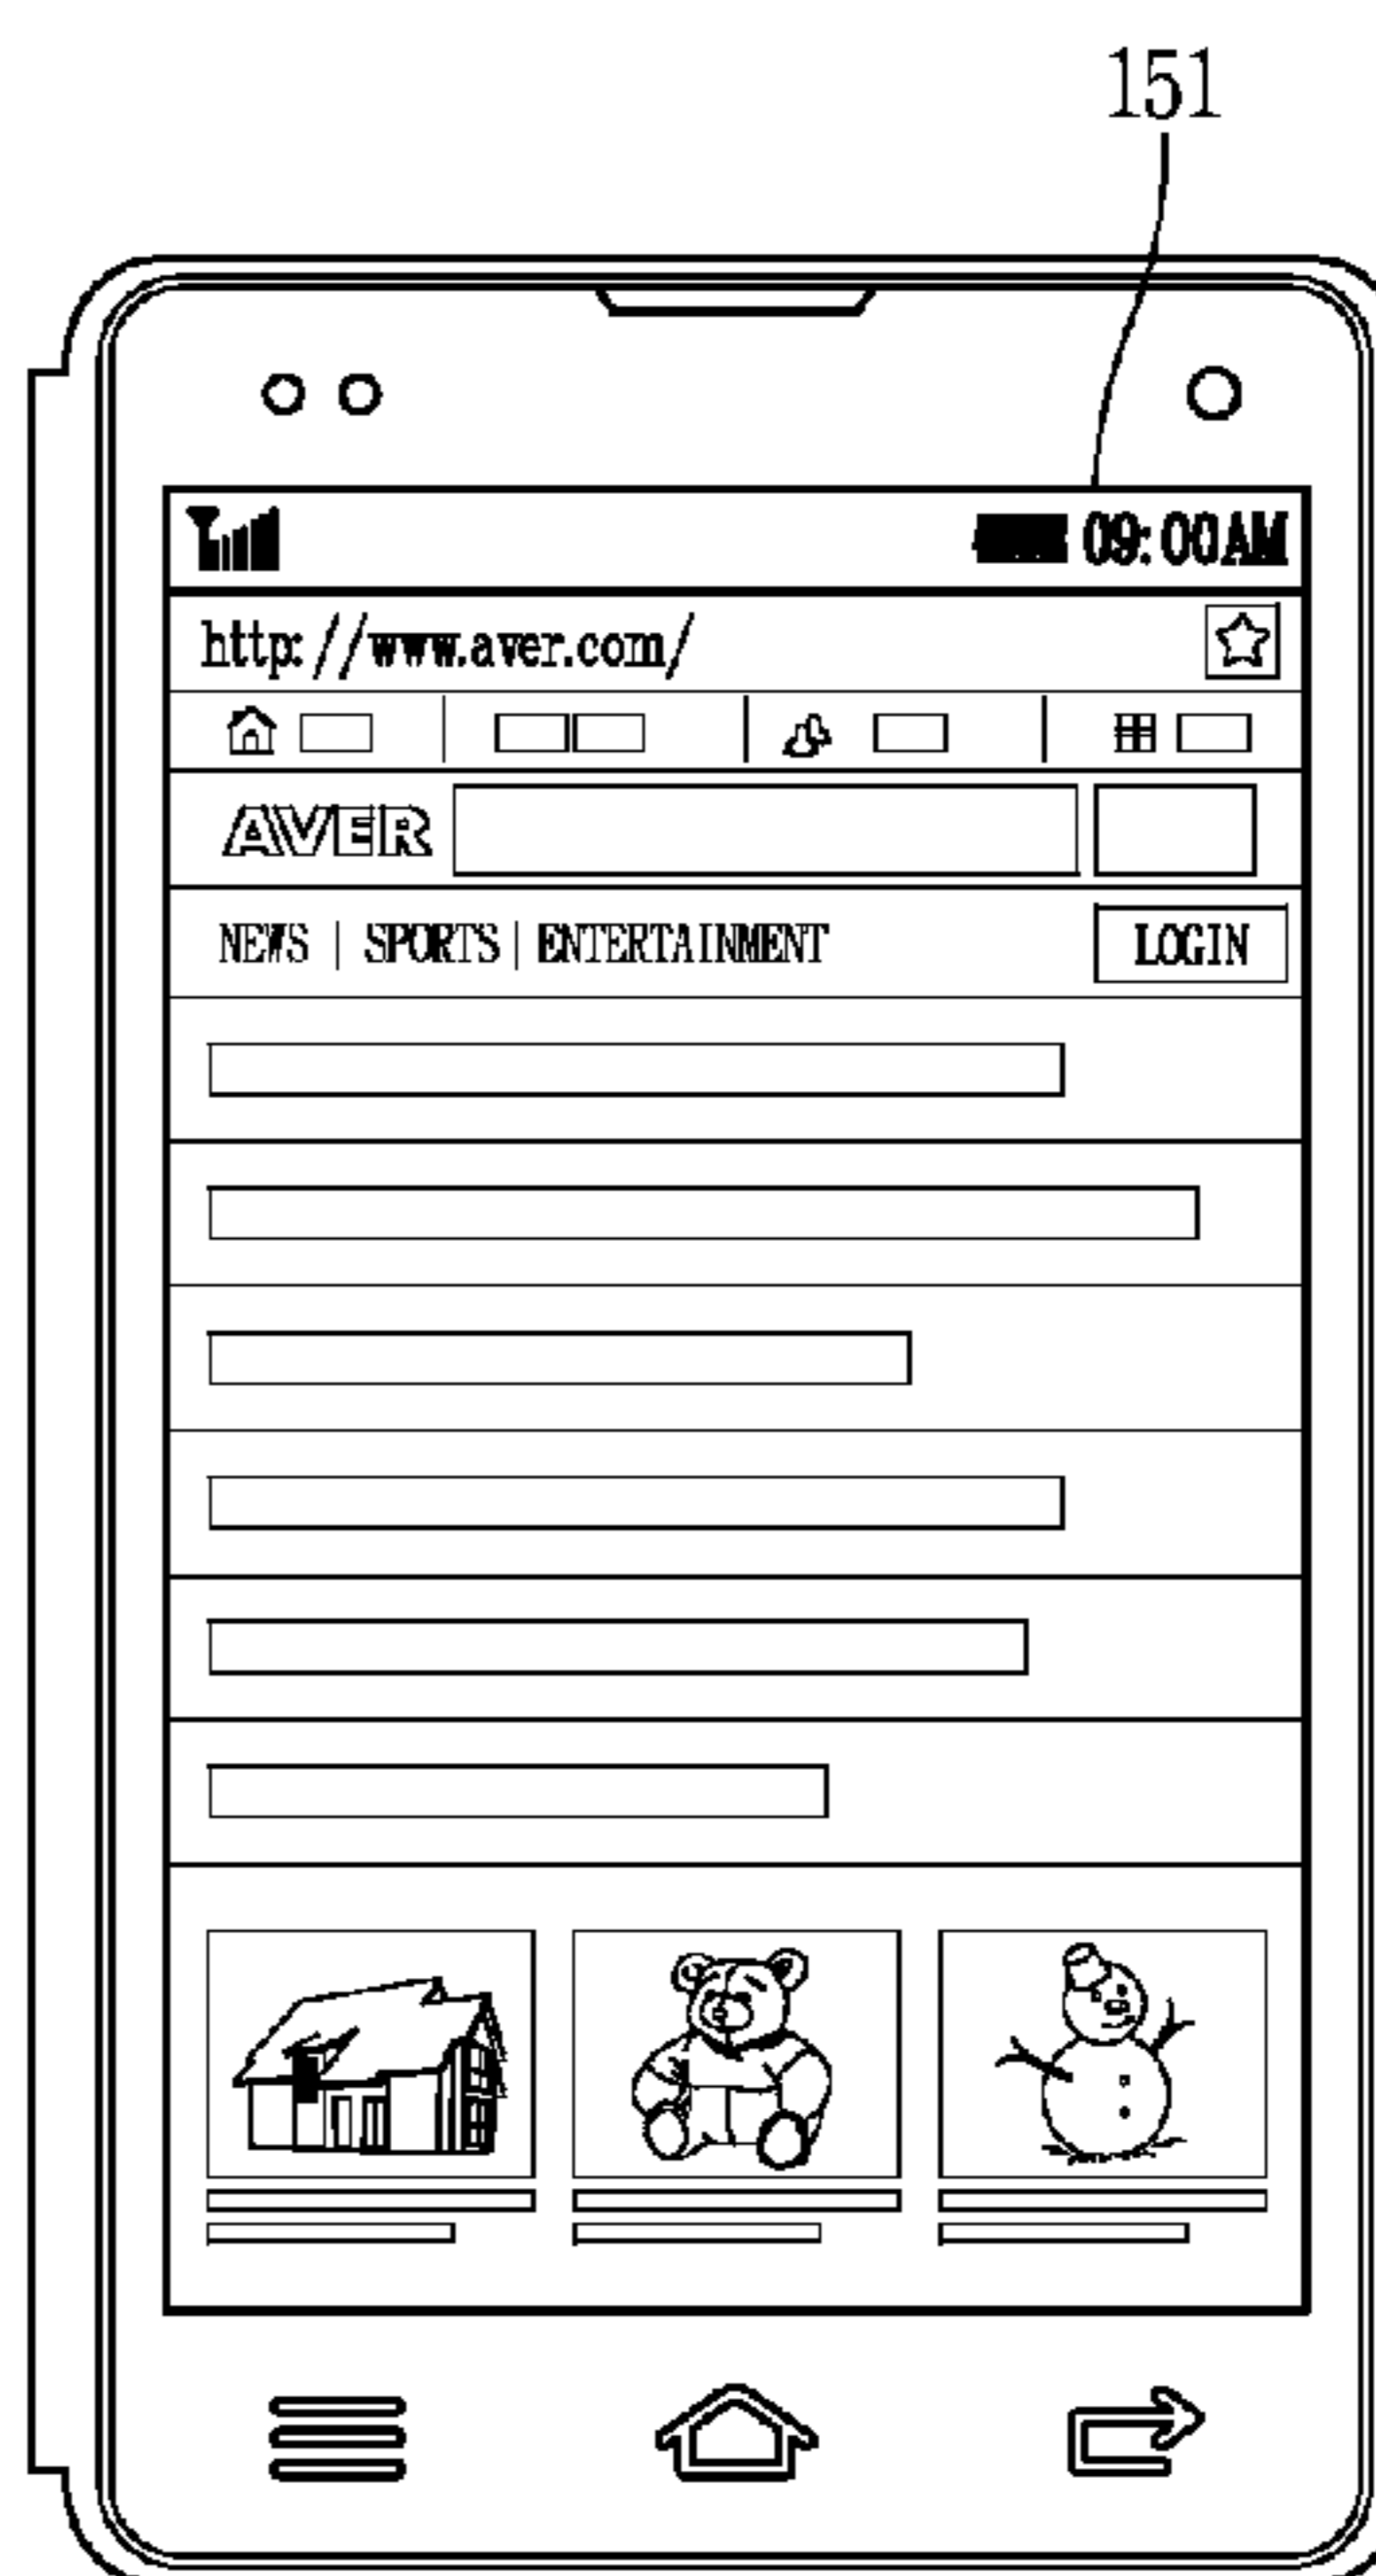 151
09:00AM
http://www.aver.com/
AVER
NEWS | SPORTS | ENTERTAINMENT LOGIN